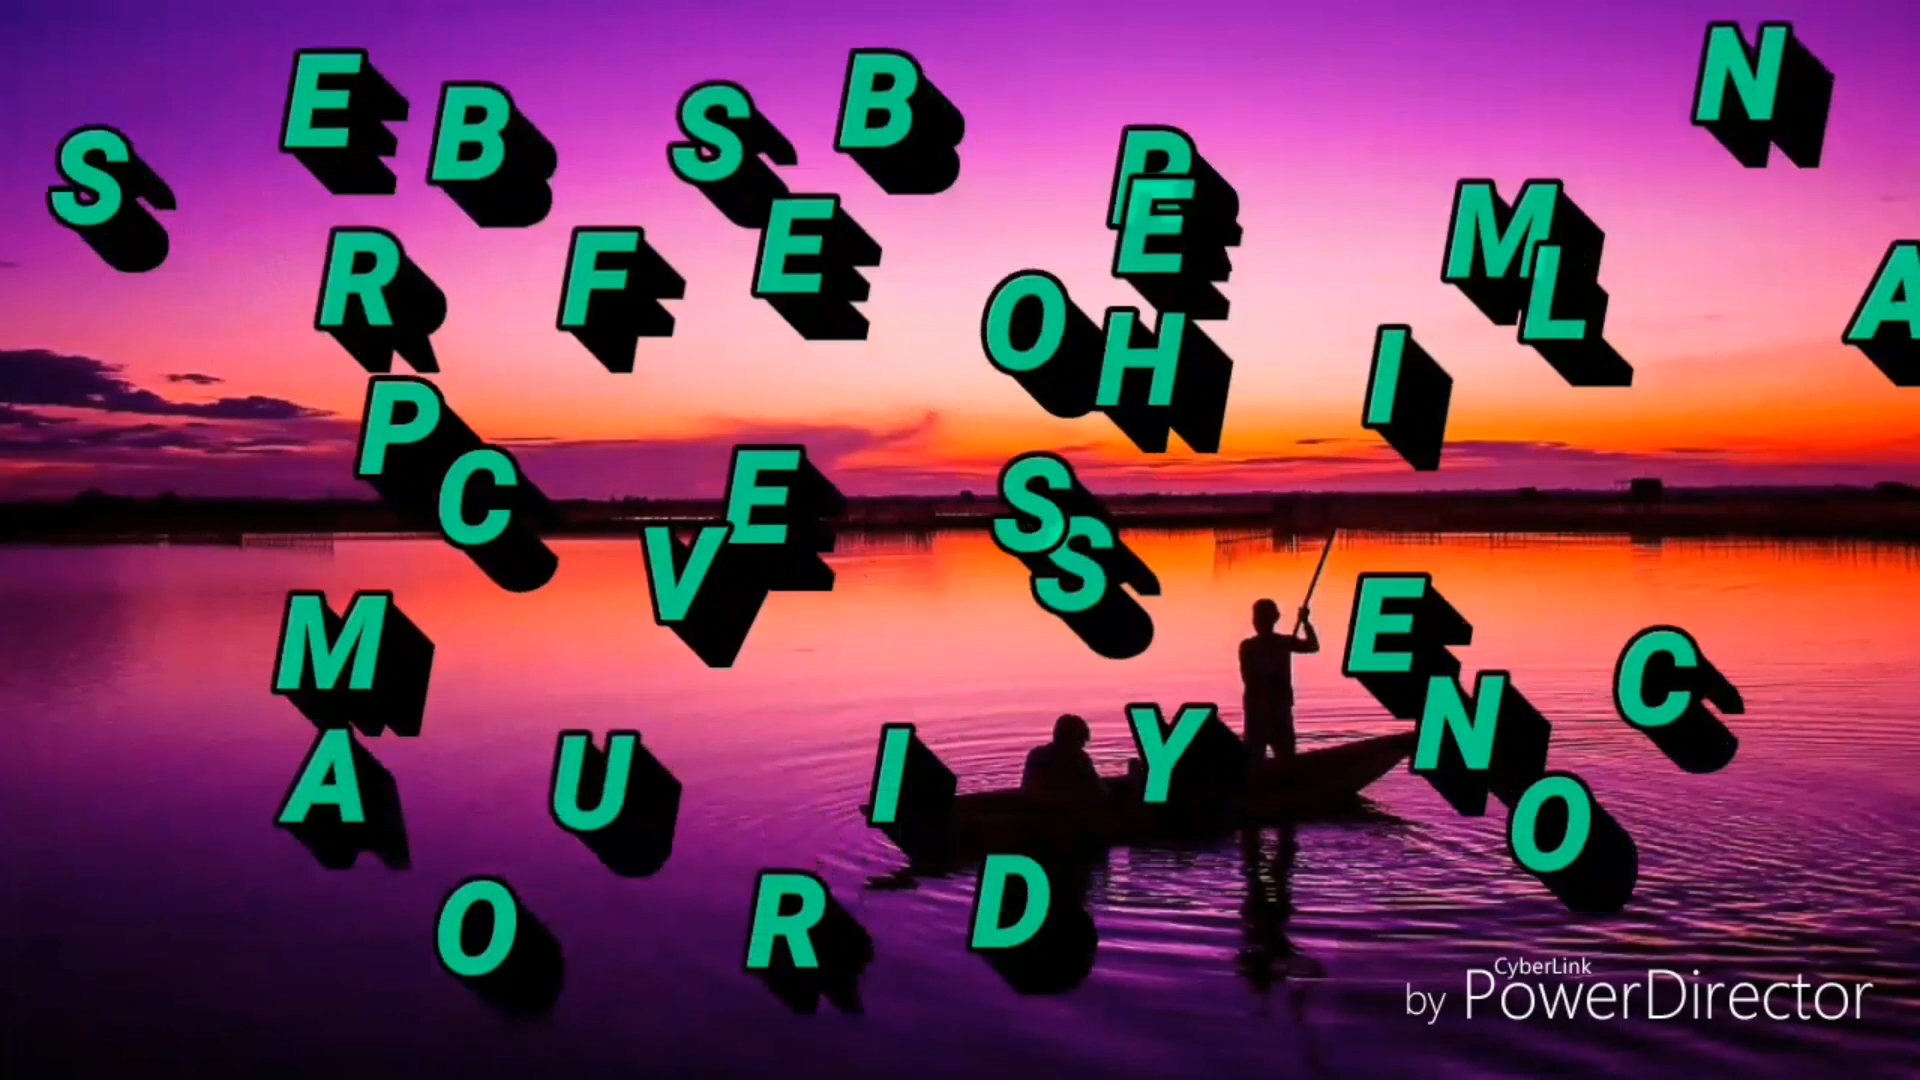 S E B S B P N
R F E E M L A
O H I
P C E S
V S
M E C
A U I Y N O
O R D
CyberLink
by PowerDirector